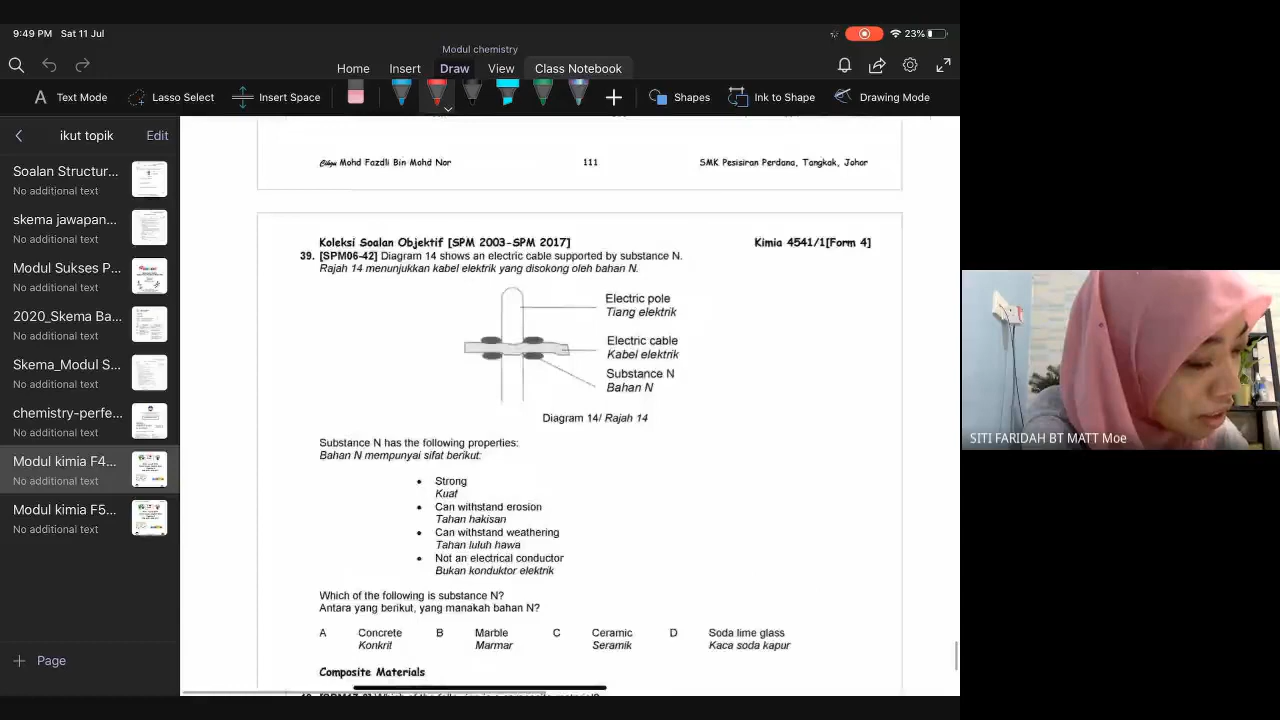 9:49 PM Sat 11 Jul
23%
Modul chemistry
Home Insert Draw View Class Notebook
A Text Mode Lasso Select Insert Space Shapes Ink to Shape Drawing Mode
ikut topik Edit
Soalan Structur...
No additional text
skema jawapan...
No additional text
Modul Sukses P...
No additional text
2020_Skema Ba...
No additional text
Skema_Modul S...
No additional text
chemistry-perfe...
No additional text
Modul kimia F4...
No additional text
Modul kimia F5...
No additional text
Page
Cikgu Mohd Fazdli Bin Mohd Nor 111 SMK Pesisiran Perdana, Tangkak, Johor
Koleksi Soalan Objektif [SPM 2003-SPM 2017] Kimia 4541/1[Form 4]
39. [SPM06-42] Diagram 14 shows an electric cable supported by substance N.
Rajah 14 menunjukkan kabel elektrik yang disokong oleh bahan N.
Electric pole
Tiang elektrik
Electric cable
Kabel elektrik
Substance N
Bahan N
Diagram 14/ Rajah 14
Substance N has the following properties:
Bahan N mempunyai sifat berikut:
• Strong
Kuat
• Can withstand erosion
Tahan hakisan
• Can withstand weathering
Tahan luluh hawa
• Not an electrical conductor
Bukan konduktor elektrik
Which of the following is substance N?
Antara yang berikut, yang manakah bahan N?
A Concrete B Marble C Ceramic D Soda lime glass
Konkrit Marmar Seramik Kaca soda kapur
Composite Materials
SITI FARIDAH BT MATT Moe